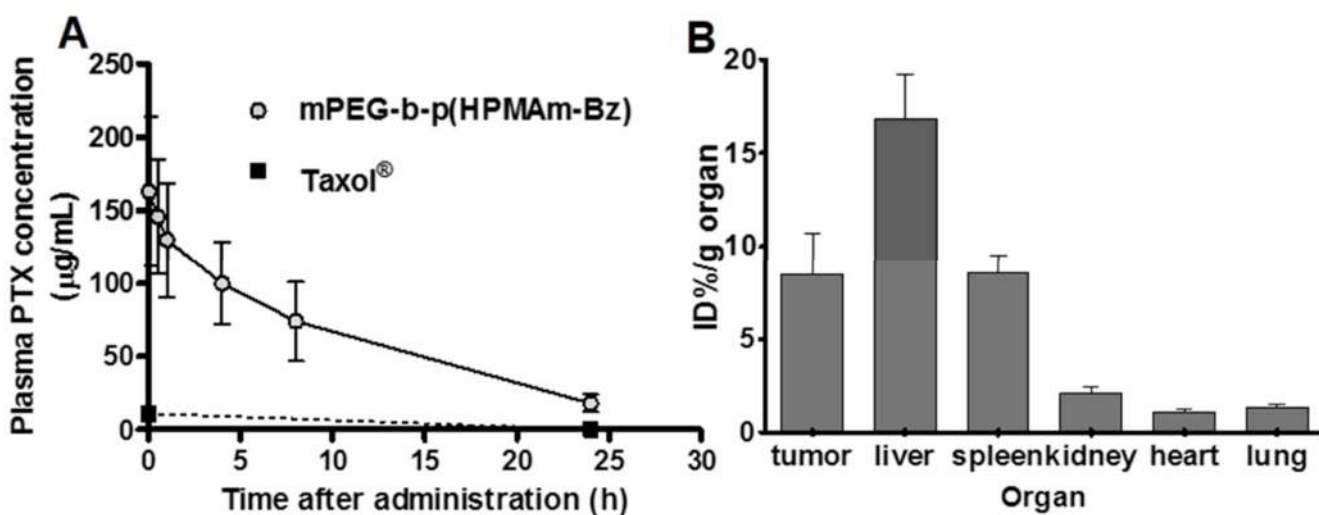 A
Plasma PTX concentration
(µg/mL)
250
200
150
100
50
0
mPEG-b-p(HPMAm-Bz)
Taxol®
0 5 10 15 20 25 30
Time after administration (h)
B
ID%/g organ
20
15
10
5
0
tumor liver spleen kidney heart lung
Organ